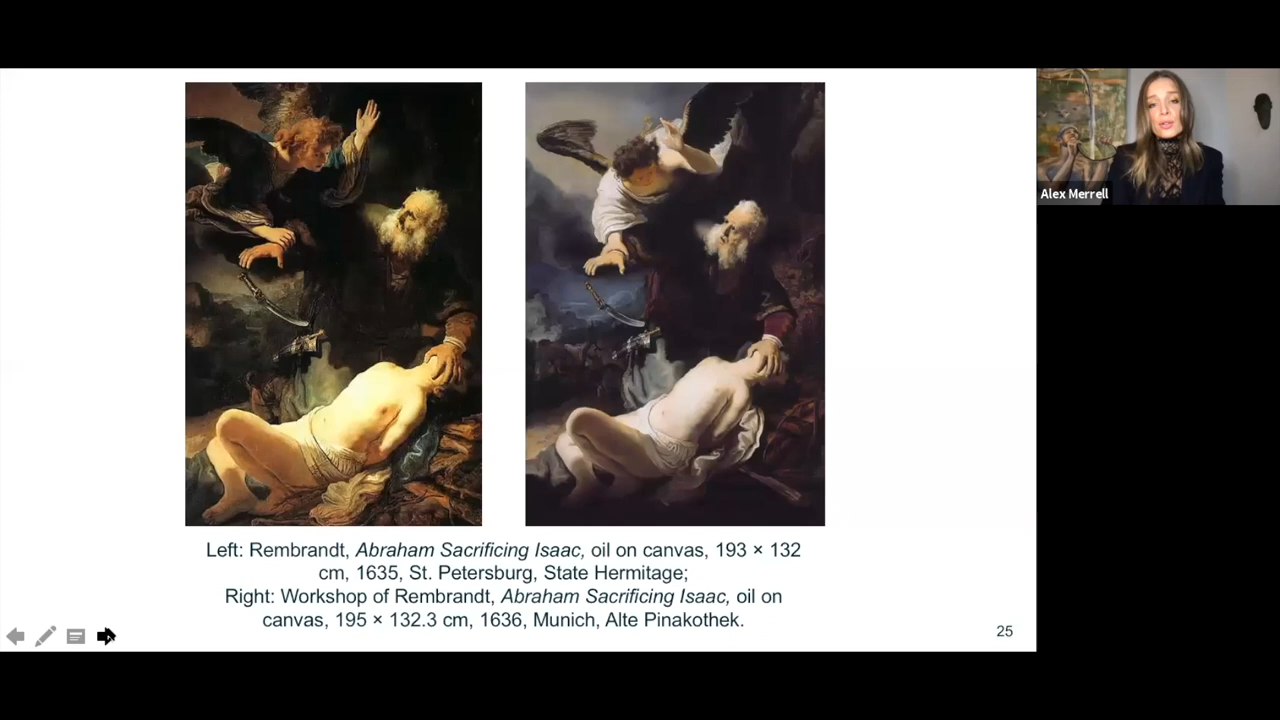 Alex Merrell
Left: Rembrandt, Abraham Sacrificing Isaac, oil on canvas, 193 × 132
cm, 1635, St. Petersburg, State Hermitage;
Right: Workshop of Rembrandt, Abraham Sacrificing Isaac, oil on
canvas, 195 × 132.3 cm, 1636, Munich, Alte Pinakothek.
25